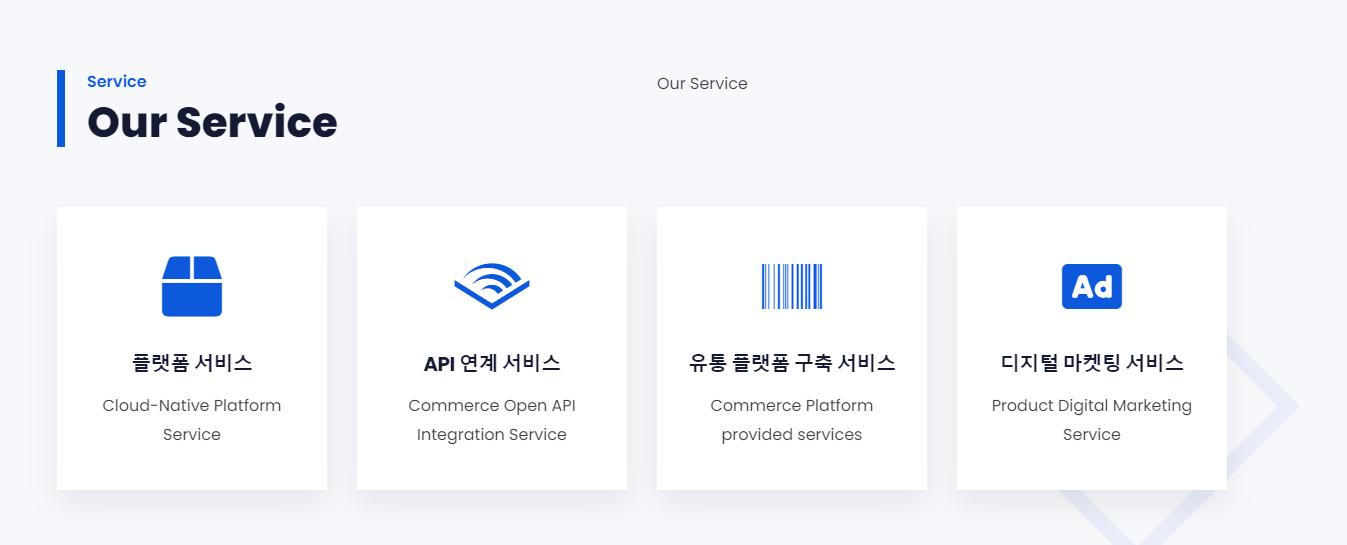 Service
Our Service
Our Service
플랫폼 서비스
Cloud-Native Platform
Service
API 연계 서비스
Commerce Open API
Integration Service
유통 플랫폼 구축 서비스
Commerce Platform
provided services
Ad
디지털 마켓팅 서비스
Product Digital Marketing
Service